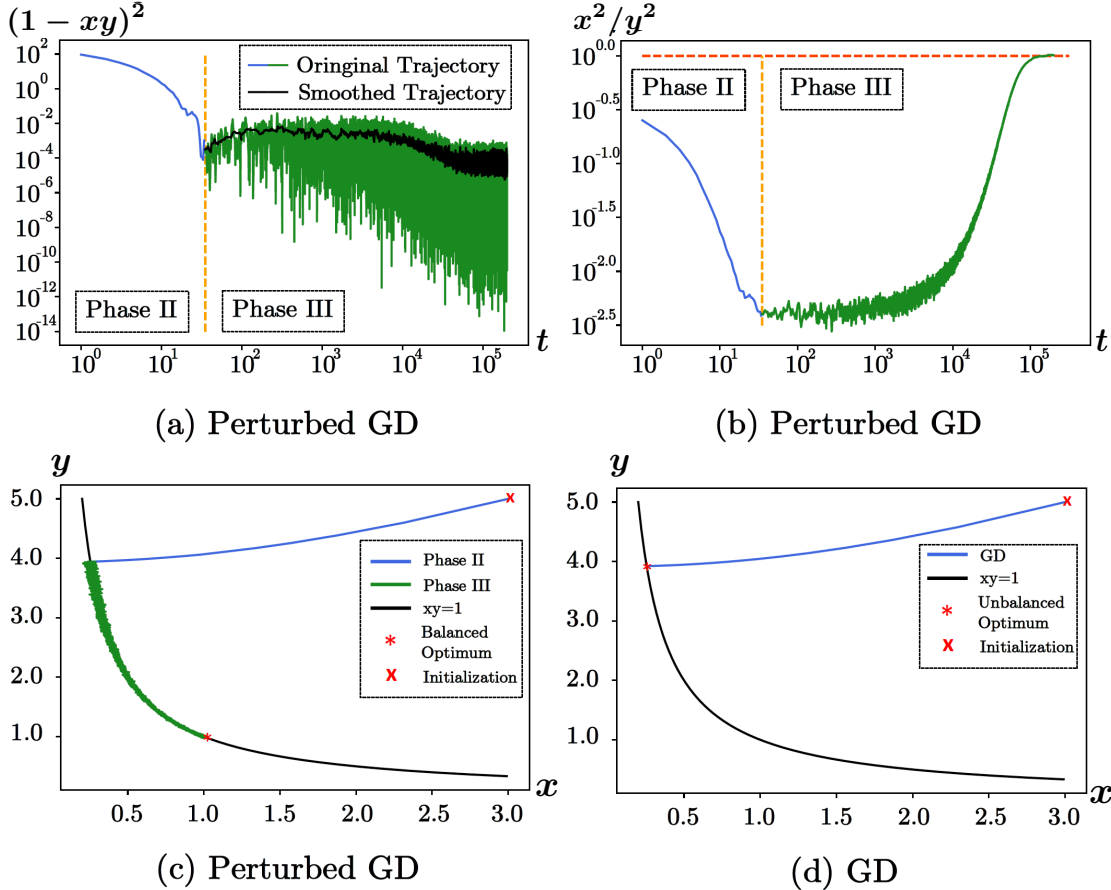 (1 − xy)²
10²
10⁰
10⁻²
10⁻⁴
10⁻⁶
10⁻⁸
10⁻¹⁰
10⁻¹²
10⁻¹⁴
Oringinal Trajectory
Smoothed Trajectory
Phase II
Phase III
10⁰ 10¹ 10² 10³ 10⁴ 10⁵
t
(a) Perturbed GD
x²/y²
10⁰·⁰
10⁻⁰·⁵
10⁻¹·⁰
10⁻¹·⁵
10⁻²·⁰
10⁻²·⁵
Phase II
Phase III
10⁰ 10¹ 10² 10³ 10⁴ 10⁵
t
(b) Perturbed GD
y
5.0
4.0
3.0
2.0
1.0
X
Phase II
Phase III
xy=1
* Balanced
Optimum
X Initialization
*
0.5 1.0 1.5 2.0 2.5 3.0
x
(c) Perturbed GD
y
5.0
4.0
3.0
2.0
1.0
X
*
GD
xy=1
* Unbalanced
Optimum
X Initialization
0.5 1.0 1.5 2.0 2.5 3.0
x
(d) GD